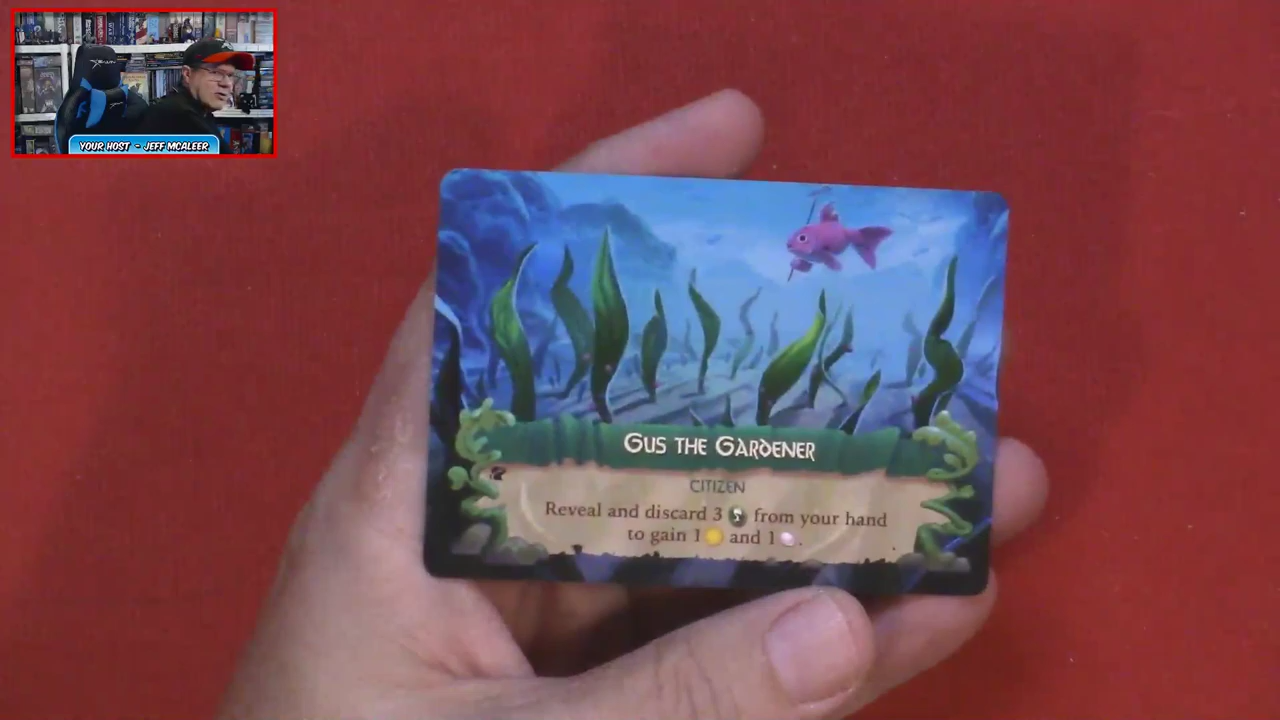 YOUR HOST - JEFF MCALEER
GUS THE GARDENER
CITIZEN
Reveal and discard 3 from your hand
to gain 1 and 1.